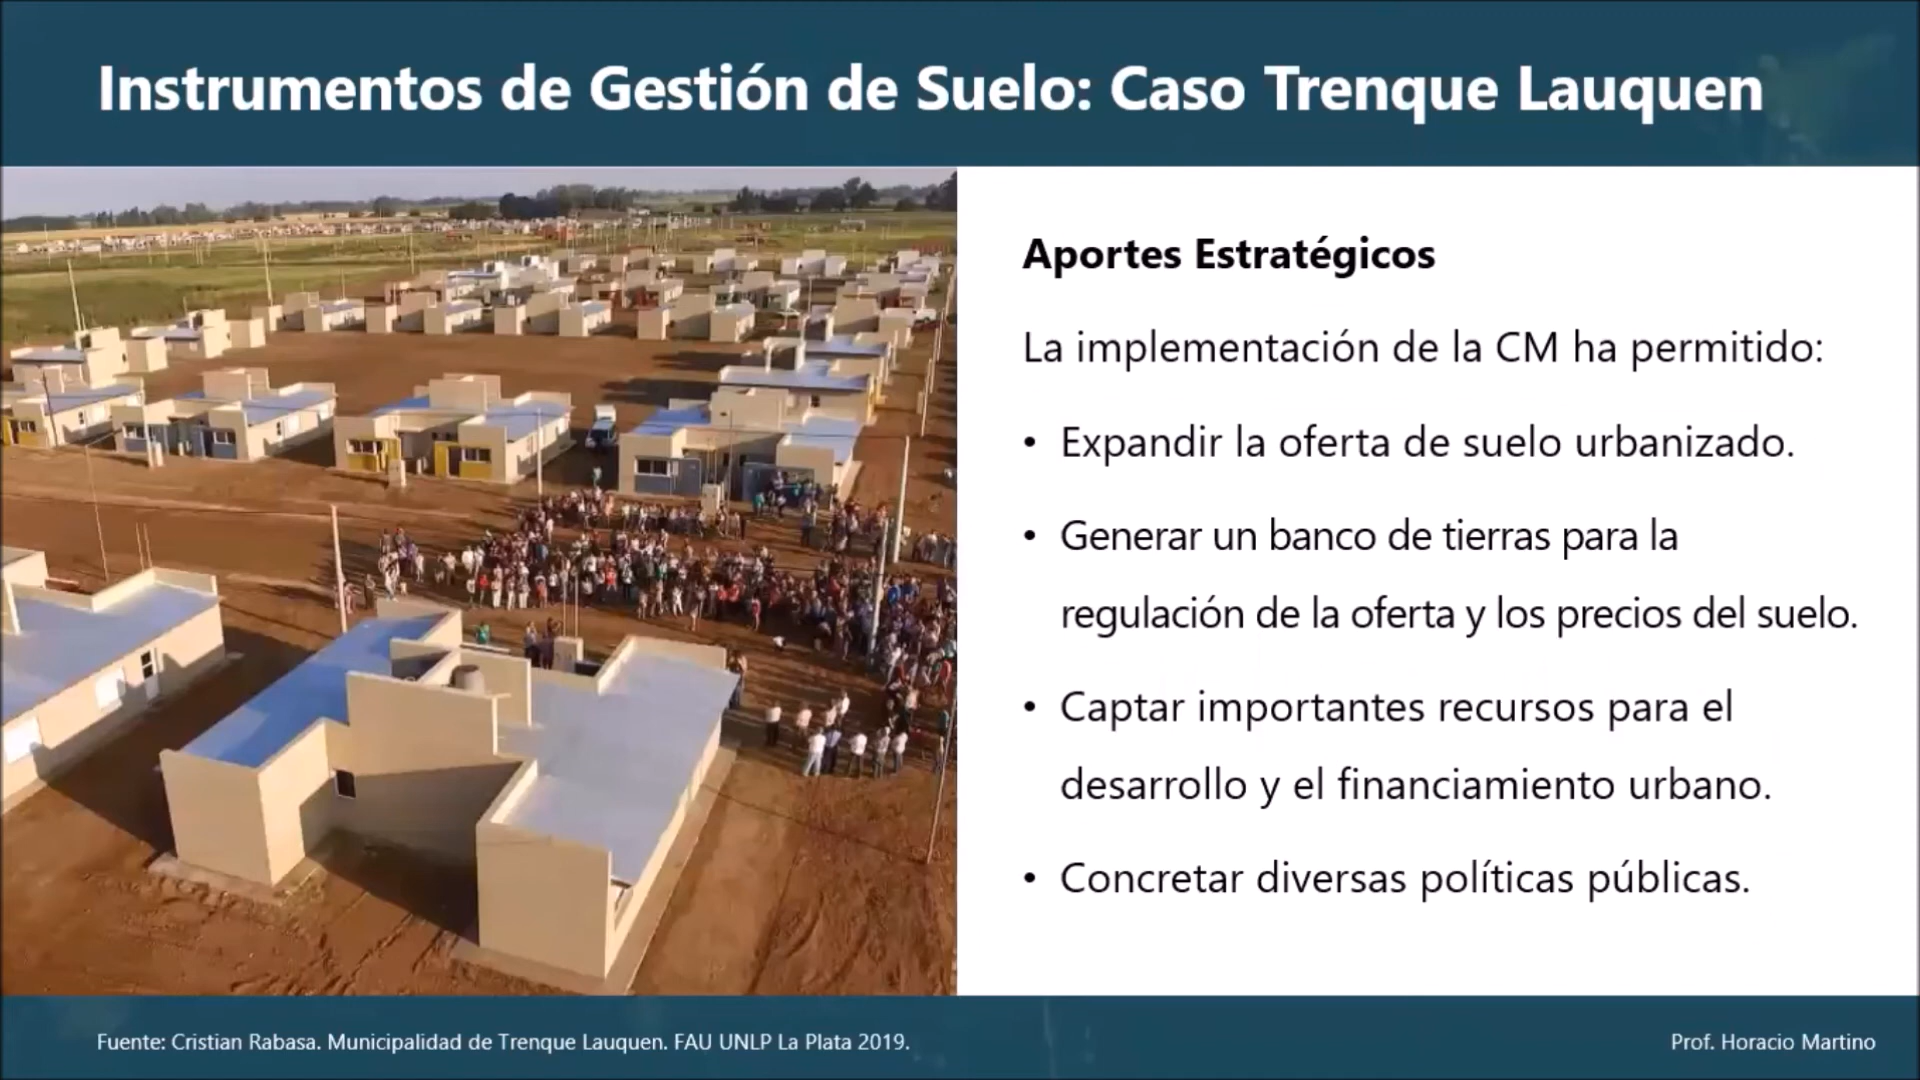 Instrumentos de Gestión de Suelo: Caso Trenque Lauquen
Aportes Estratégicos
La implementación de la CM ha permitido:
• Expandir la oferta de suelo urbanizado.
• Generar un banco de tierras para la
regulación de la oferta y los precios del suelo.
• Captar importantes recursos para el
desarrollo y el financiamiento urbano.
• Concretar diversas políticas públicas.
Fuente: Cristian Rabasa. Municipalidad de Trenque Lauquen. FAU UNLP La Plata 2019.
Prof. Horacio Martino